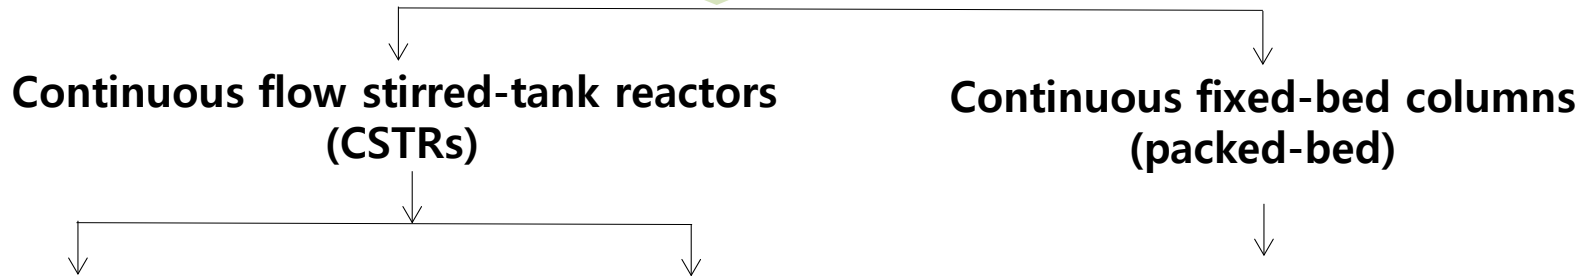 Continuous flow stirred-tank reactors
(CSTRs)
Continuous fixed-bed columns
(packed-bed)